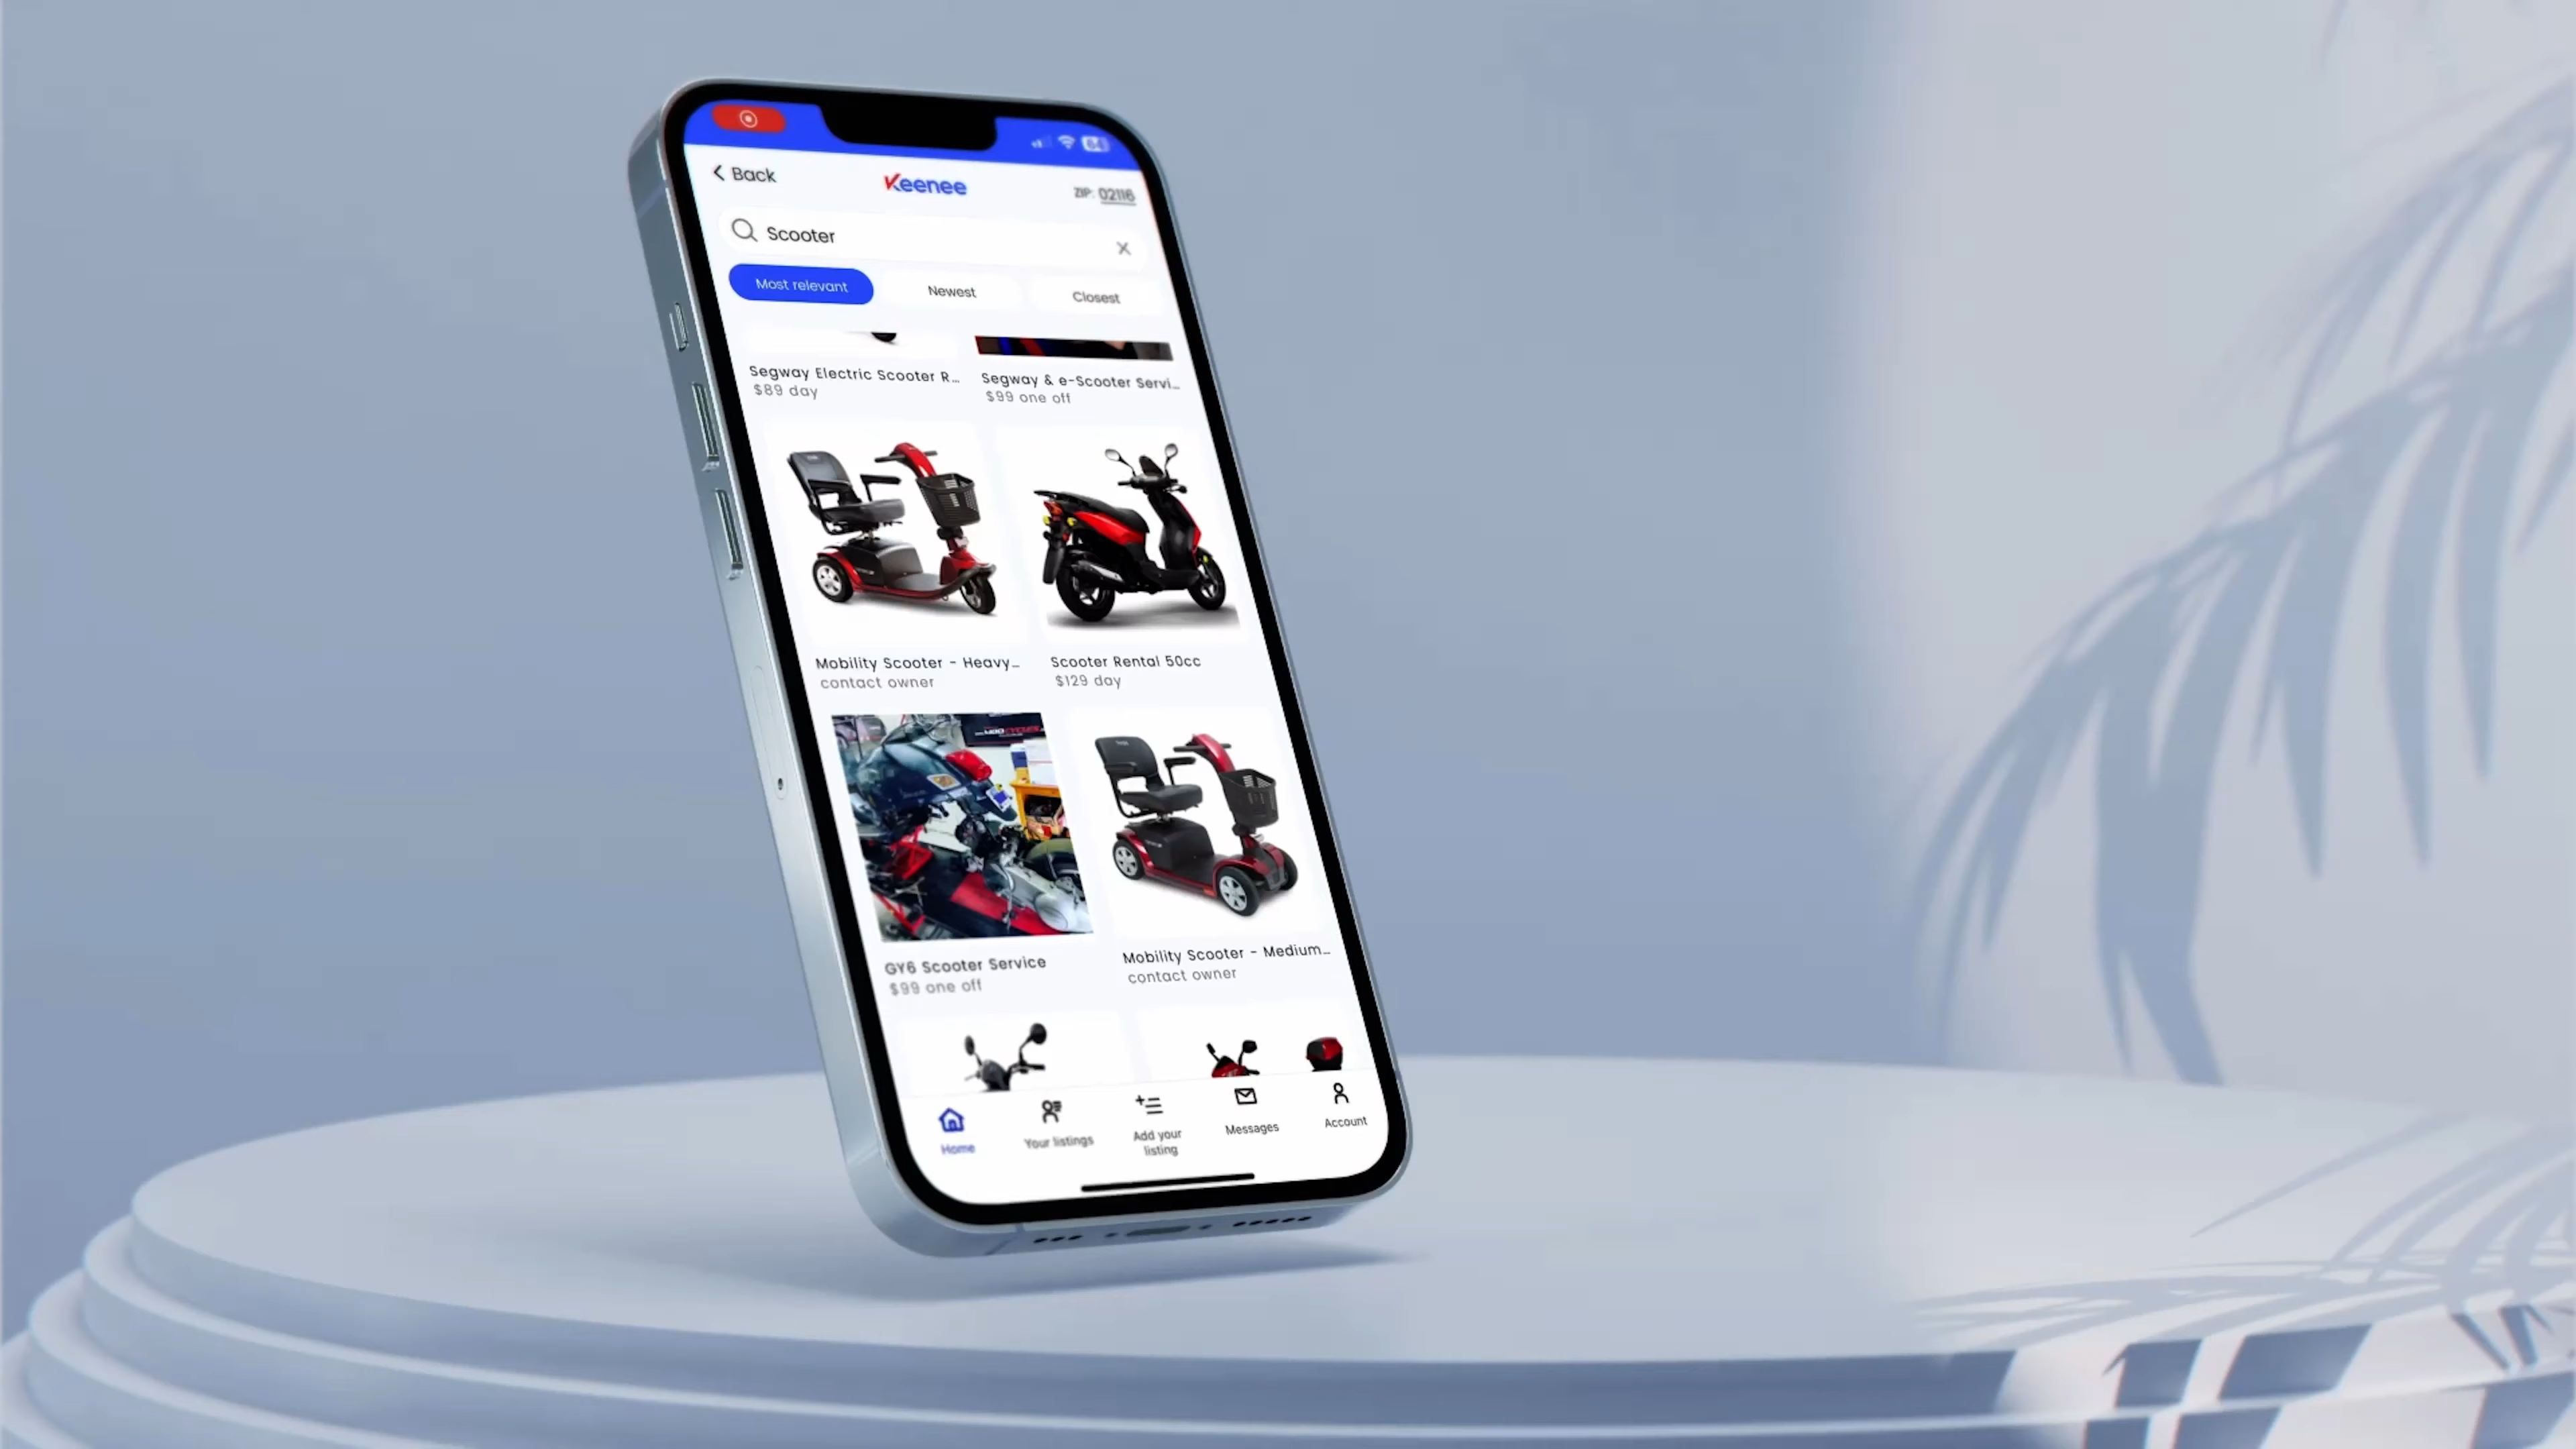 64
Back
Keenee
ZIP: 02116
Scooter
Most relevant
Newest
Closest
Segway Electric Scooter R...
$89 day
Segway & e-Scooter Servi...
$99 one off
Mobility Scooter - Heavy...
contact owner
Scooter Rental 50cc
$129 day
GY6 Scooter Service
$99 one off
Mobility Scooter - Medium...
contact owner
Home
Your listings
Add your
listing
Messages
Account